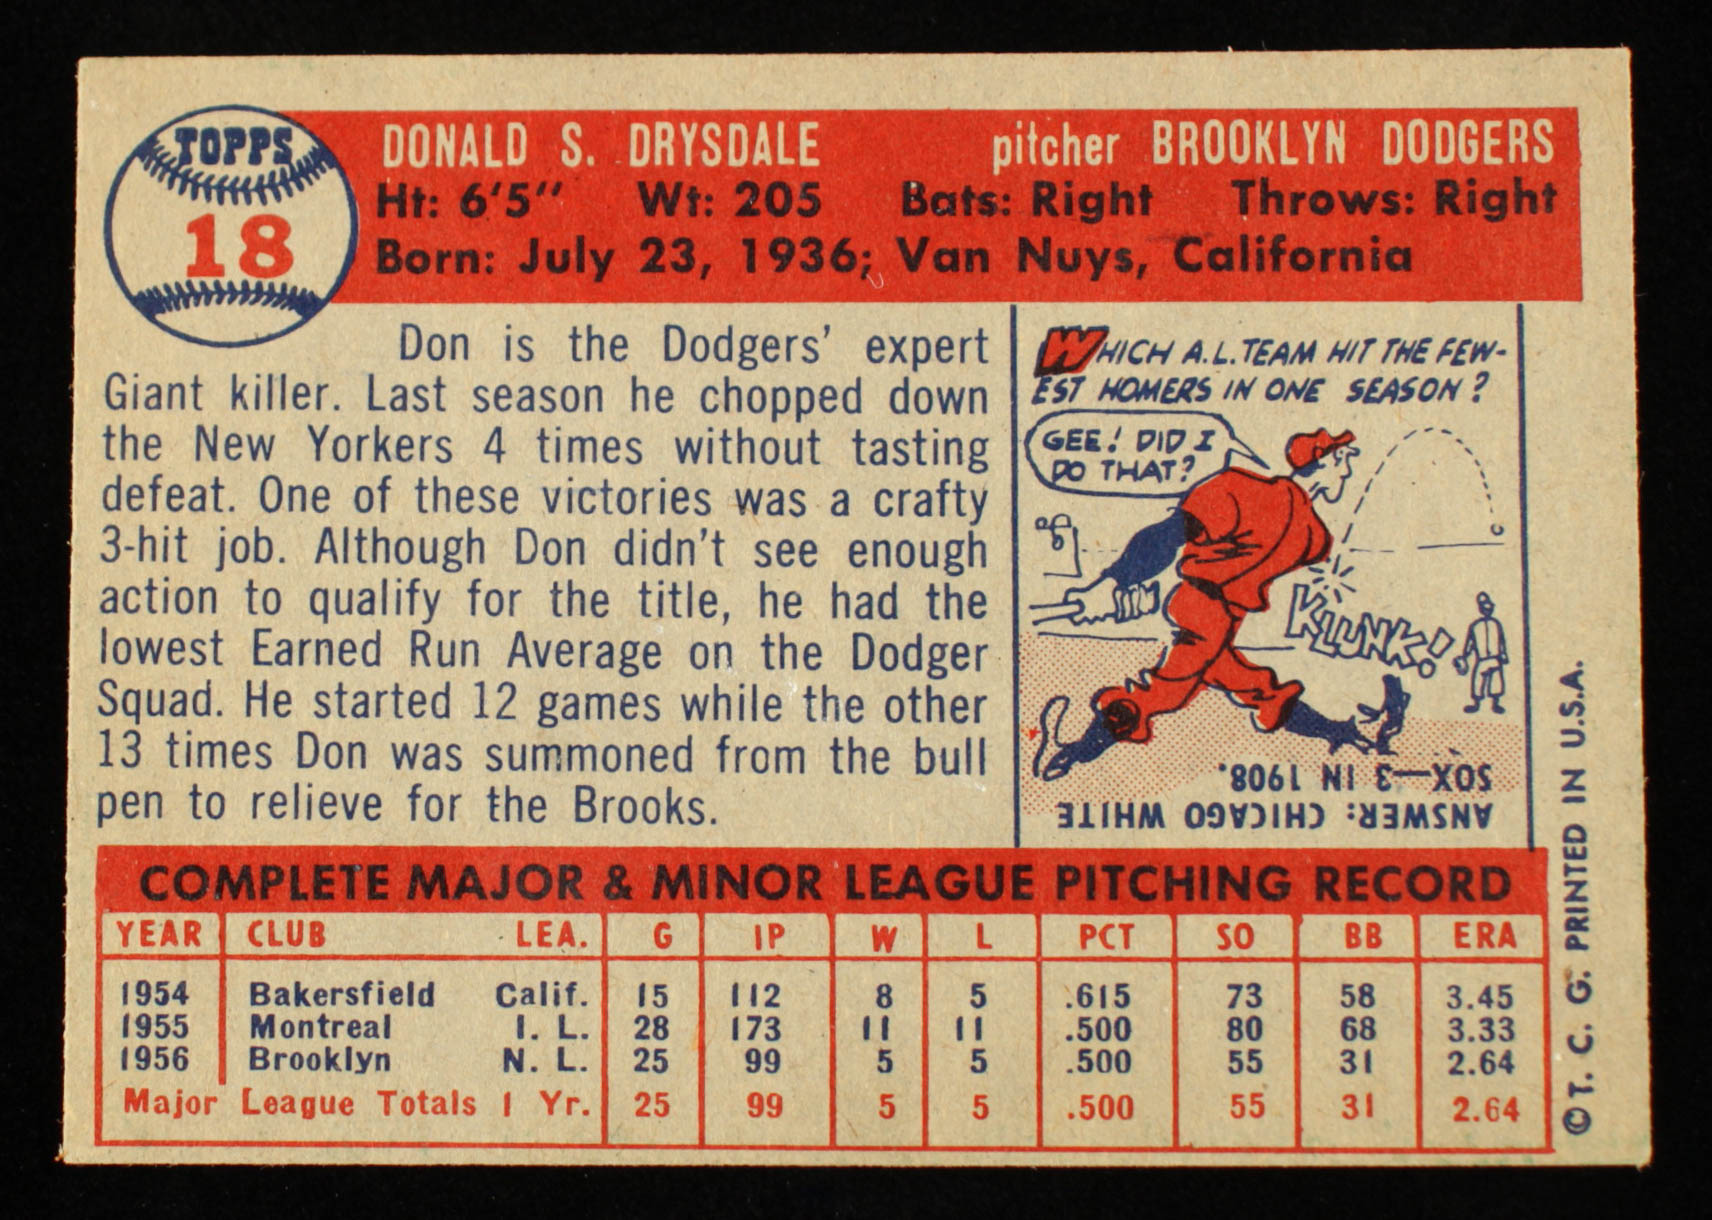 TOPPS
18
DONALD S. DRYSDALE pitcher BROOKLYN DODGERS
Ht: 6'5" Wt: 205 Bats: Right Throws: Right
Born: July 23, 1936; Van Nuys, California
Don is the Dodgers' expert
Giant killer. Last season he chopped down
the New Yorkers 4 times without tasting
defeat. One of these victories was a crafty
3-hit job. Although Don didn't see enough
action to qualify for the title, he had the
lowest Earned Run Average on the Dodger
Squad. He started 12 games while the other
13 times Don was summoned from the bull
pen to relieve for the Brooks.
WHICH A.L. TEAM HIT THE FEW-
EST HOMERS IN ONE SEASON?
GEE! DID I
DO THAT?
KLUNK!
ANSWER: CHICAGO WHITE
SOX—3 IN 1908.
COMPLETE MAJOR & MINOR LEAGUE PITCHING RECORD
YEAR CLUB LEA. G IP W L PCT SO BB ERA
1954 Bakersfield Calif. 15 112 8 5 .615 73 58 3.45
1955 Montreal I. L. 28 173 11 11 .500 80 68 3.33
1956 Brooklyn N. L. 25 99 5 5 .500 55 31 2.64
Major League Totals 1 Yr. 25 99 5 5 .500 55 31 2.64
©T. C. G. PRINTED IN U.S.A.